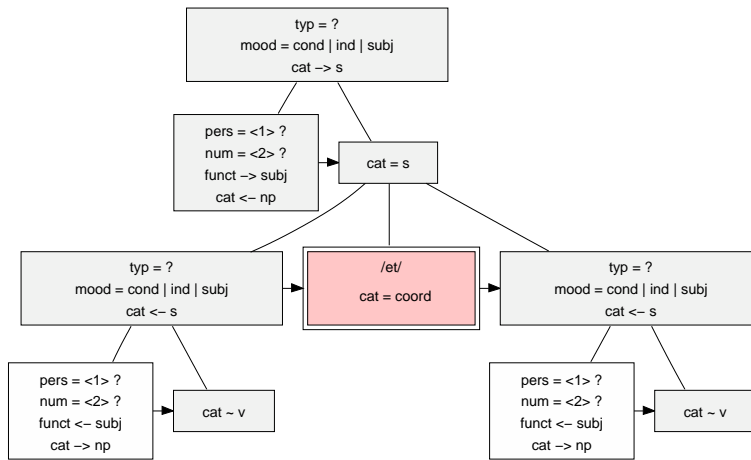 typ = ?
mood = cond | ind | subj
cat −> s
pers = <1> ?
num = <2> ?
funct −> subj
cat <− np
cat = s
typ = ?
mood = cond | ind | subj
cat <− s
/et/
cat = coord
typ = ?
mood = cond | ind | subj
cat <− s
pers = <1> ?
num = <2> ?
funct <− subj
cat −> np
cat ~ v
pers = <1> ?
num = <2> ?
funct <− subj
cat −> np
cat ~ v